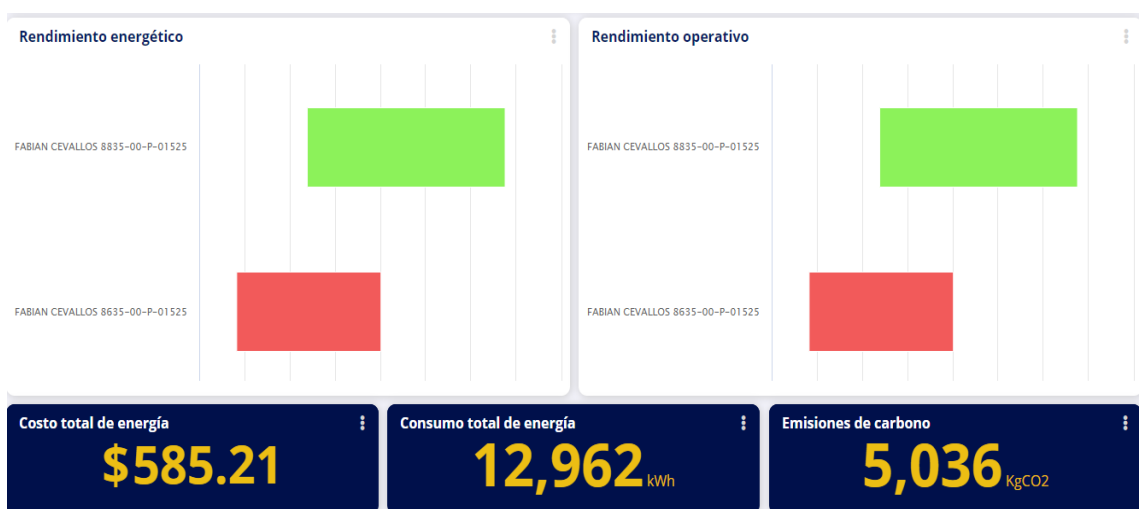 Rendimiento energético
FABIAN CEVALLOS 8835-00-P-01525
FABIAN CEVALLOS 8635-00-P-01525
Rendimiento operativo
FABIAN CEVALLOS 8835-00-P-01525
FABIAN CEVALLOS 8635-00-P-01525
Costo total de energía
$585.21
Consumo total de energía
12,962 kWh
Emisiones de carbono
5,036 KgCO2